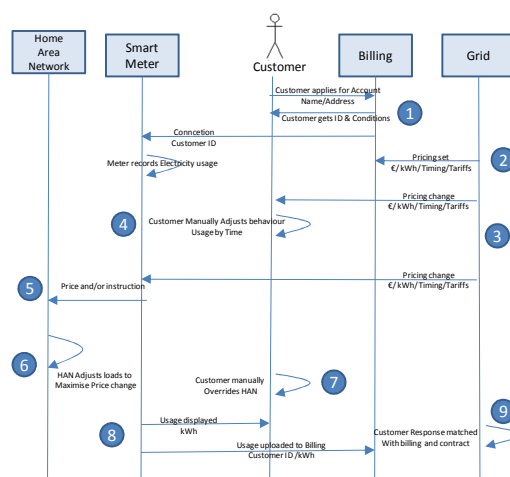 Home
Area
Network
Smart
Meter
Customer
Billing
Grid
Customer applies for Account
Name/Address
1
Customer gets ID & Conditions
Conncetion
Customer ID
Meter records Electricity usage
Pricing set
€/kWh/Timing/Tariffs
2
Pricing change
€/kWh/Timing/Tariffs
3
4
Customer Manually Adjusts behaviour
Usage by Time
Pricing change
€/kWh/Timing/Tariffs
5
Price and/or instruction
6
HAN Adjusts loads to
Maximise Price change
Customer manually
Overrides HAN
7
8
Usage displayed
kWh
9
Customer Response matched
With billing and contract
Usage uploaded to Billing
Customer ID/kWh